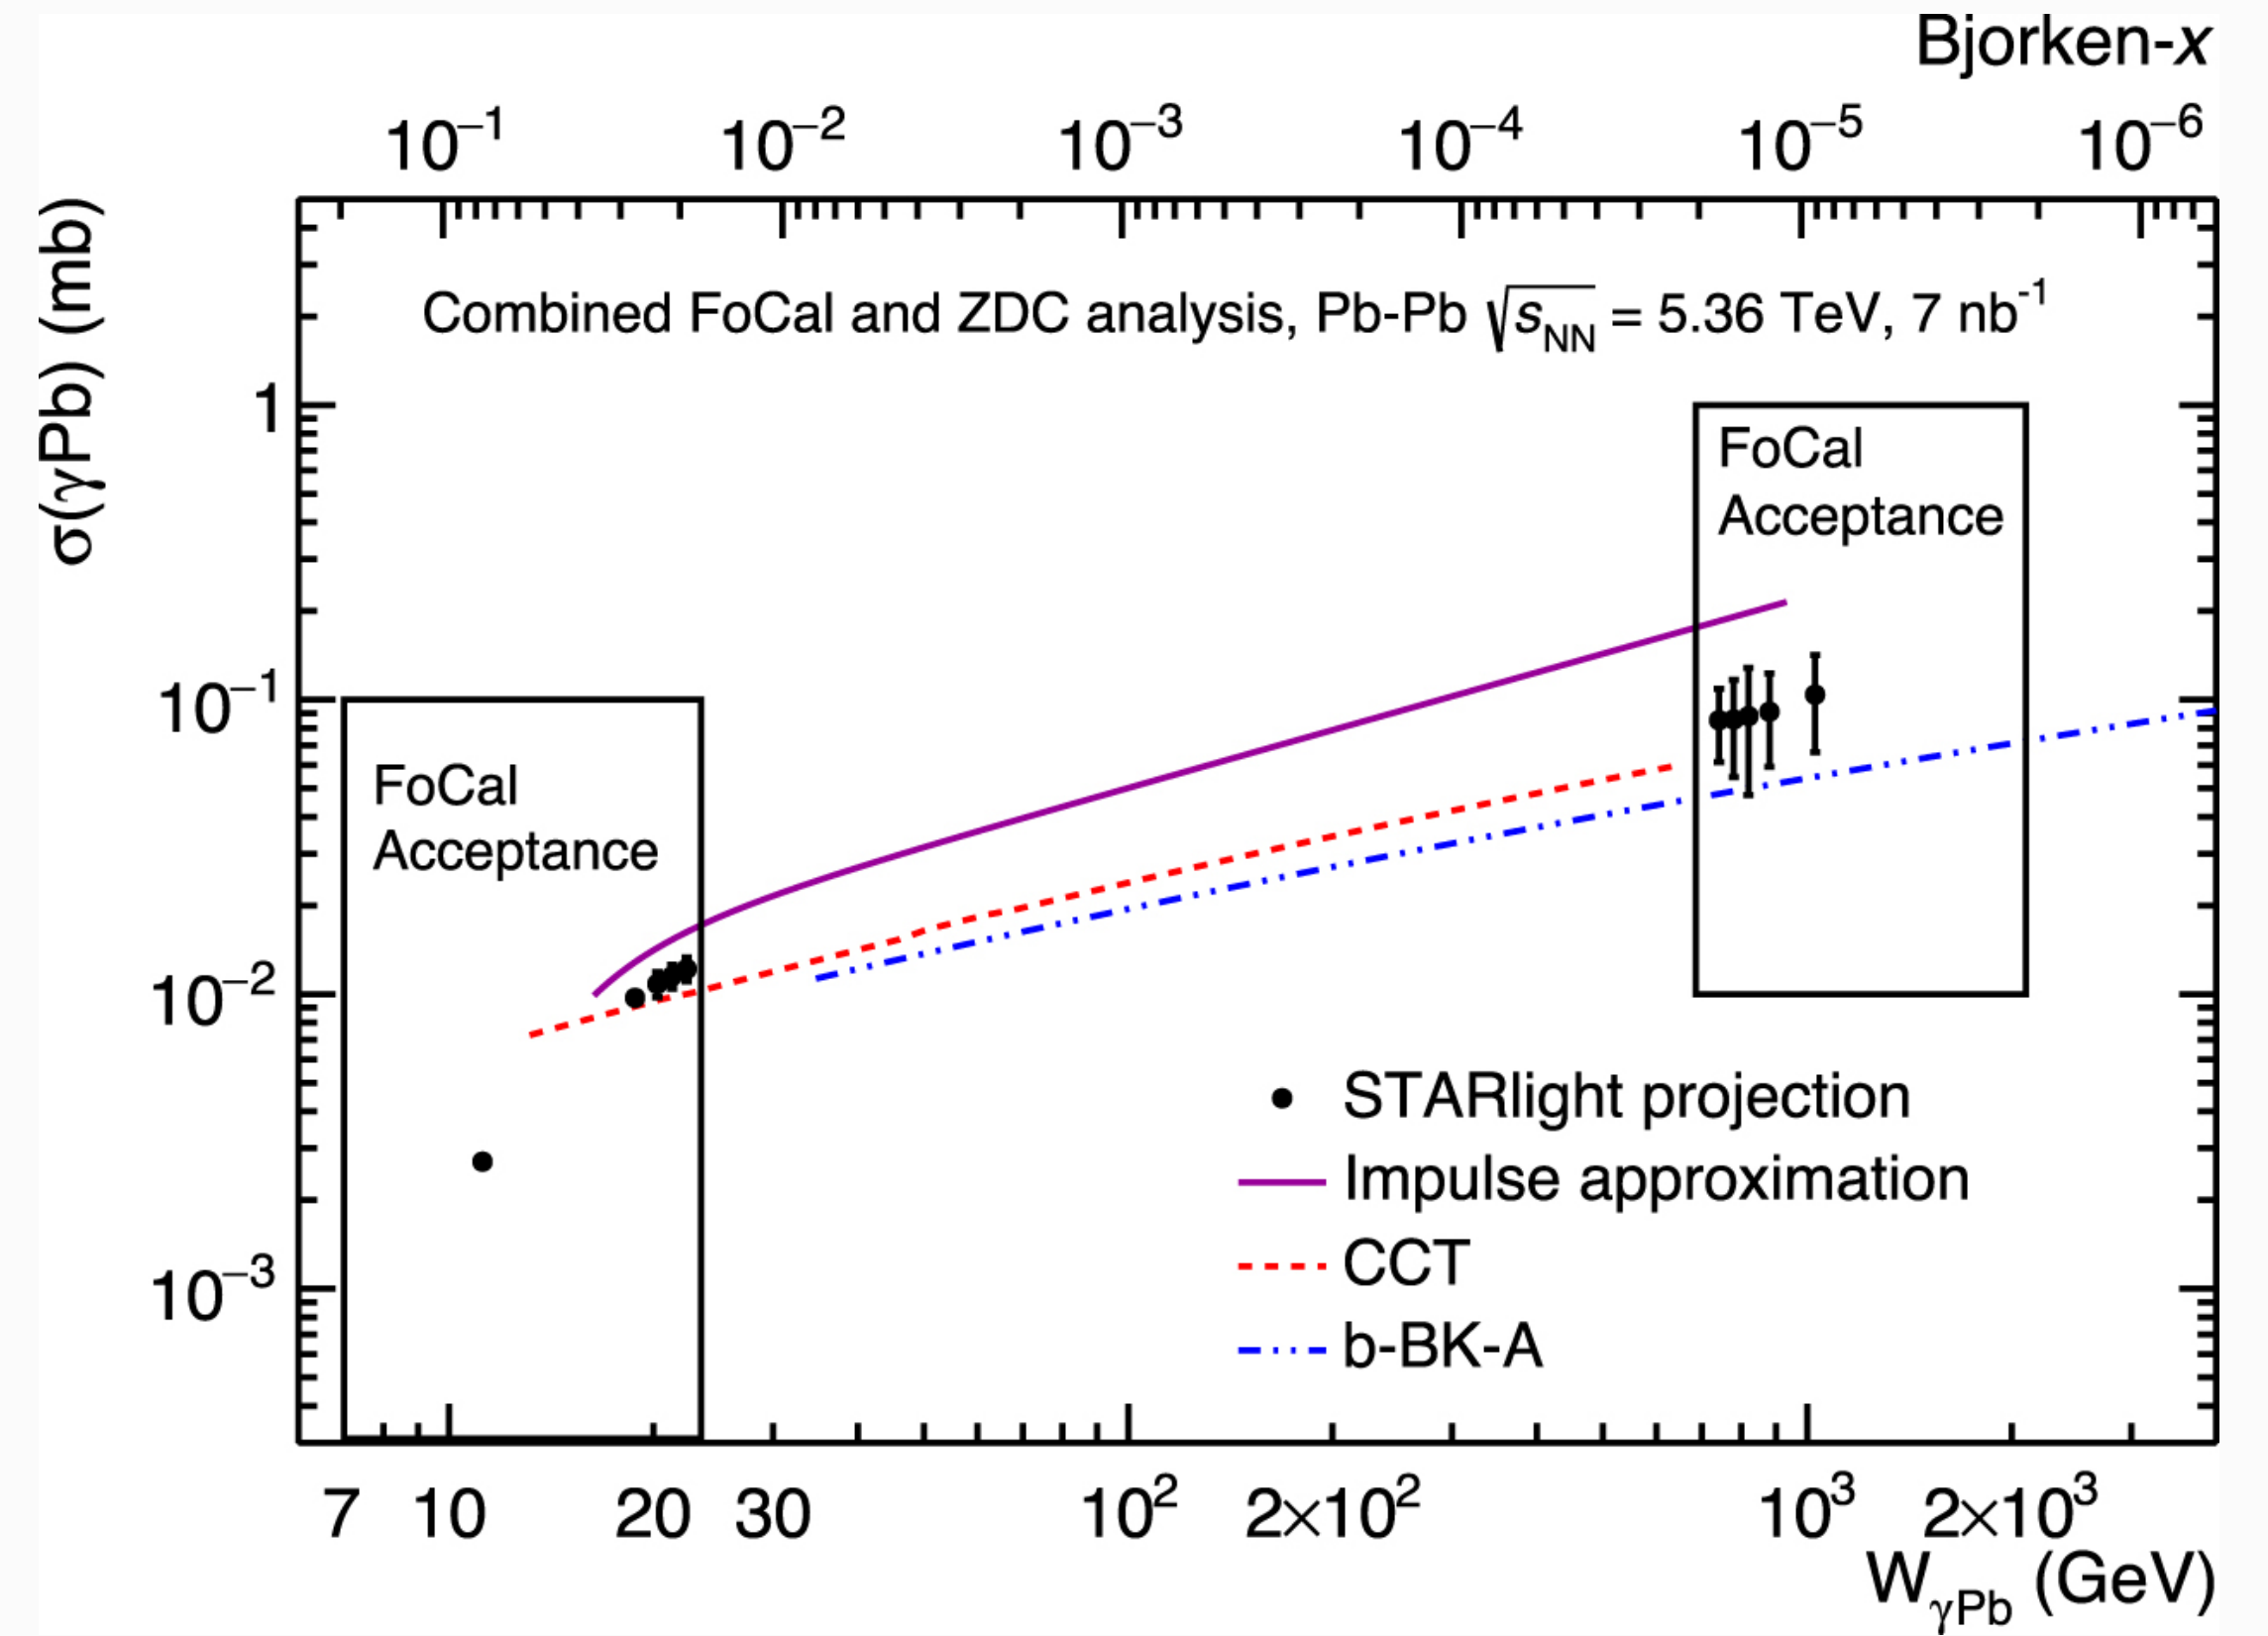 Bjorken-x
10⁻¹ 10⁻² 10⁻³ 10⁻⁴ 10⁻⁵ 10⁻⁶
σ(γPb) (mb)
Combined FoCal and ZDC analysis, Pb-Pb √sNN = 5.36 TeV, 7 nb⁻¹
1
10⁻¹
10⁻²
10⁻³
FoCal
Acceptance
FoCal
Acceptance
STARlight projection
Impulse approximation
CCT
b-BK-A
7 10 20 30 10² 2×10² 10³ 2×10³
WγPb (GeV)